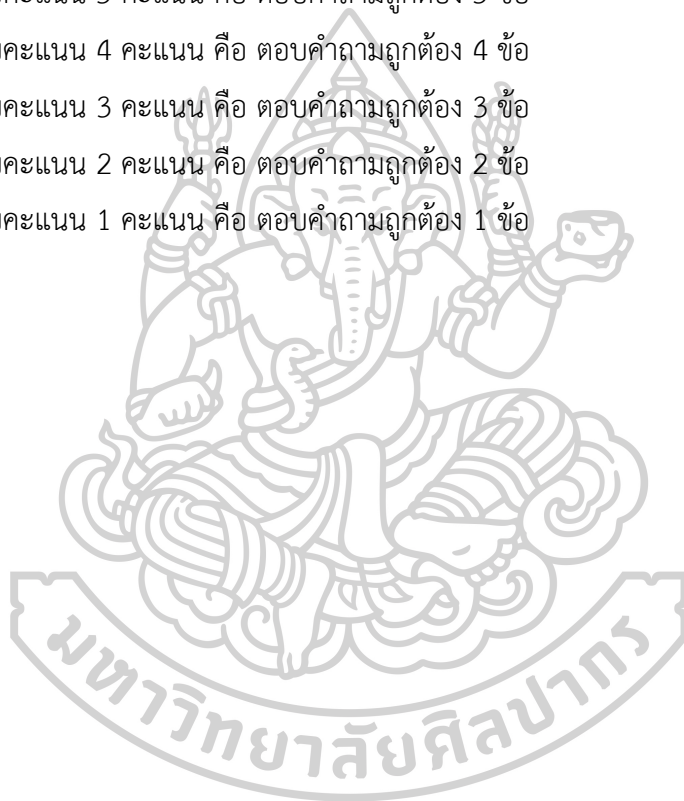 คะแนน 4 คะแนน คือ ตอบคำถามถูกต้อง 4 ข้อ
คะแนน 3 คะแนน คือ ตอบคำถามถูกต้อง 3 ข้อ
คะแนน 2 คะแนน คือ ตอบคำถามถูกต้อง 2 ข้อ
คะแนน 1 คะแนน คือ ตอบคำถามถูกต้อง 1 ข้อ
มหาวิทยาลัยศิลปากร